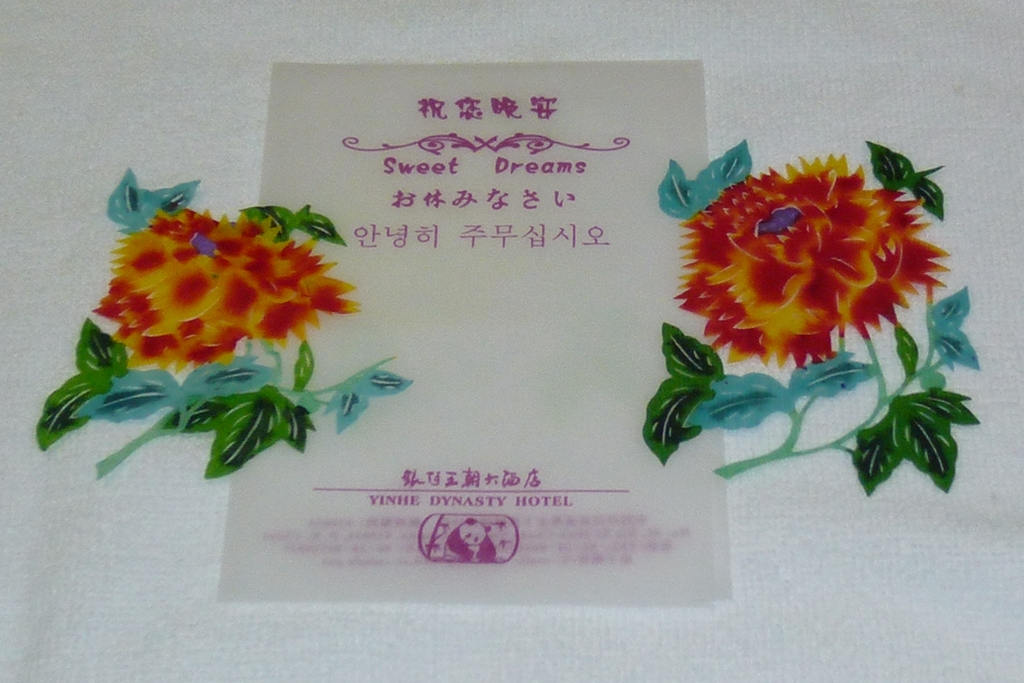 祝您晚安
Sweet Dreams
お休みなさい
안녕히 주무십시오
银河王朝大酒店
YINHE DYNASTY HOTEL